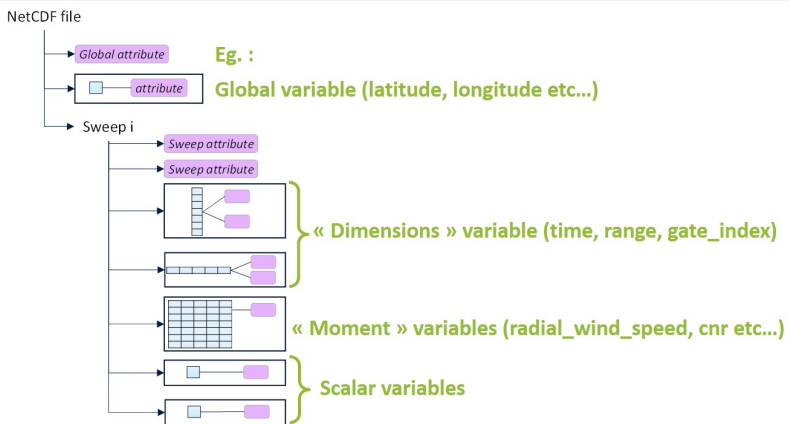 NetCDF file
Global attribute
Eg. :
attribute
Global variable (latitude, longitude etc...)
Sweep i
Sweep attribute
Sweep attribute
« Dimensions » variable (time, range, gate_index)
« Moment » variables (radial_wind_speed, cnr etc...)
Scalar variables